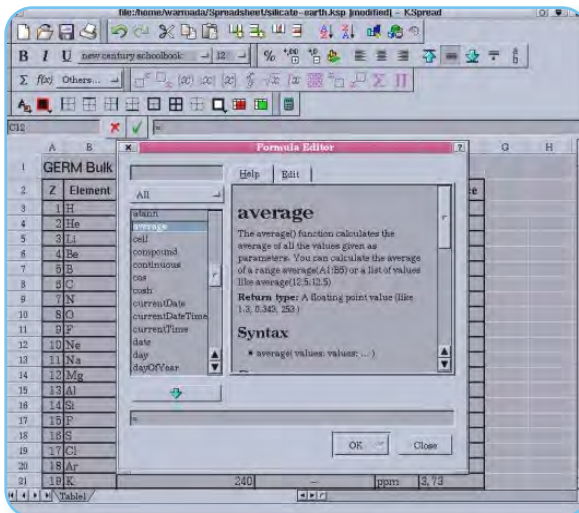 file:/home/warmada/Spreadsheet/silicate-earth.ksp [modified] - KSpread
B I U new century schoolbook 12 %
Σ f(x) Others...
C12 =
A B G H
1 GERM Bulk
2 Z Element
3 1 H
4 2 He
5 3 Li
6 4 Be
7 5 B
8 6 C
9 7 N
10 8 O
11 9 F
12 10 Ne
13 11 Na
14 12 Mg
15 13 Al
16 14 Si
17 15 P
18 16 S
19 17 Cl
20 18 Ar
21 19 K 240 – ppm 3,73
Table1
Formula Editor
All
atann
average
cell
compound
continuous
cos
cosh
currentDate
currentDateTime
currentTime
date
day
dayOfYear
Help Edit
average
The average() function calculates the
average of all the values given as
parameters. You can calculate the average
of a range average(A1:B5) or a list of values
like average(12;5;12.5)
Return type: A floating point value (like
1.3, 0.343, 253 )
Syntax
average( values; values; ... )
=
OK Close